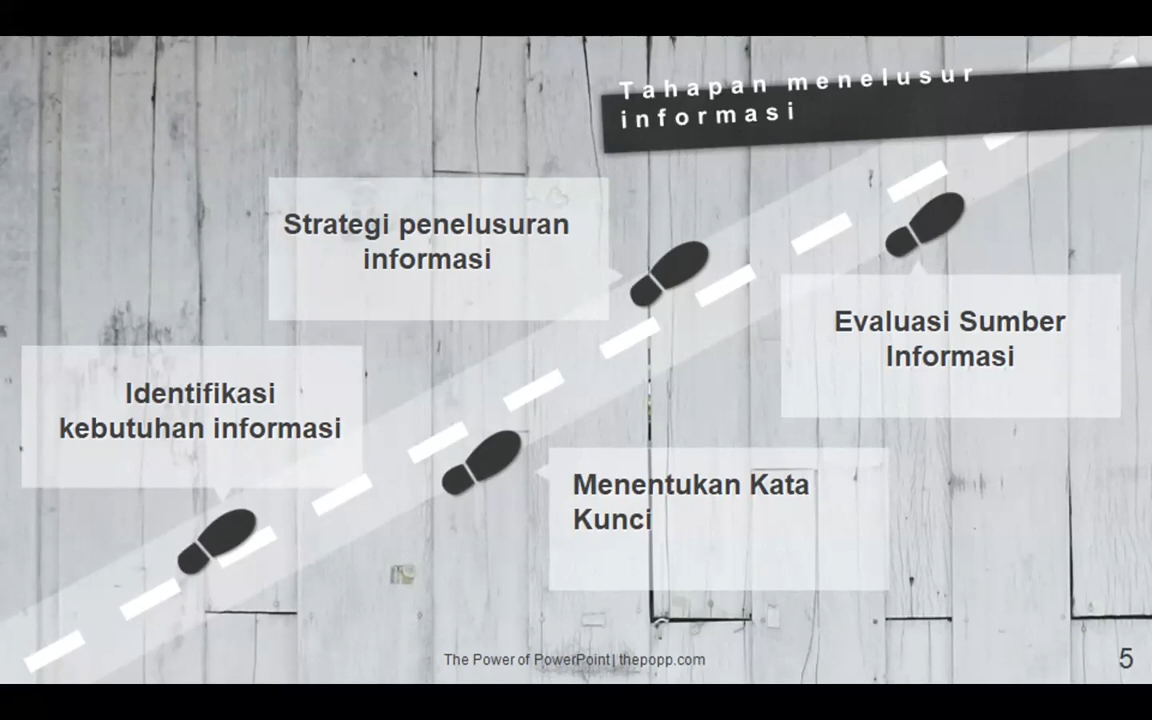 Tahapan menelusur
informasi
Strategi penelusuran
informasi
Evaluasi Sumber
Informasi
Identifikasi
kebutuhan informasi
Menentukan Kata
Kunci
The Power of PowerPoint| thepopp.com
5